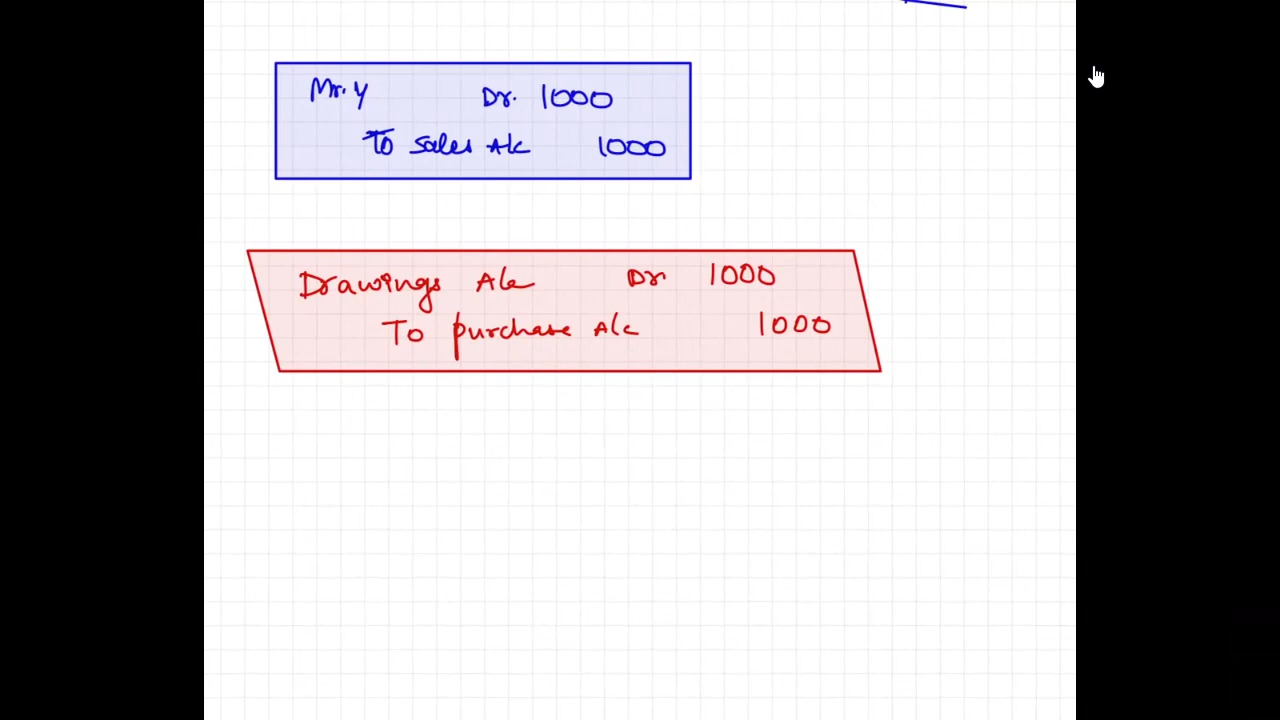 Mr. Y Dr. 1000
To sales A/c 1000
Drawings A/c Dr 1000
To purchase A/c 1000